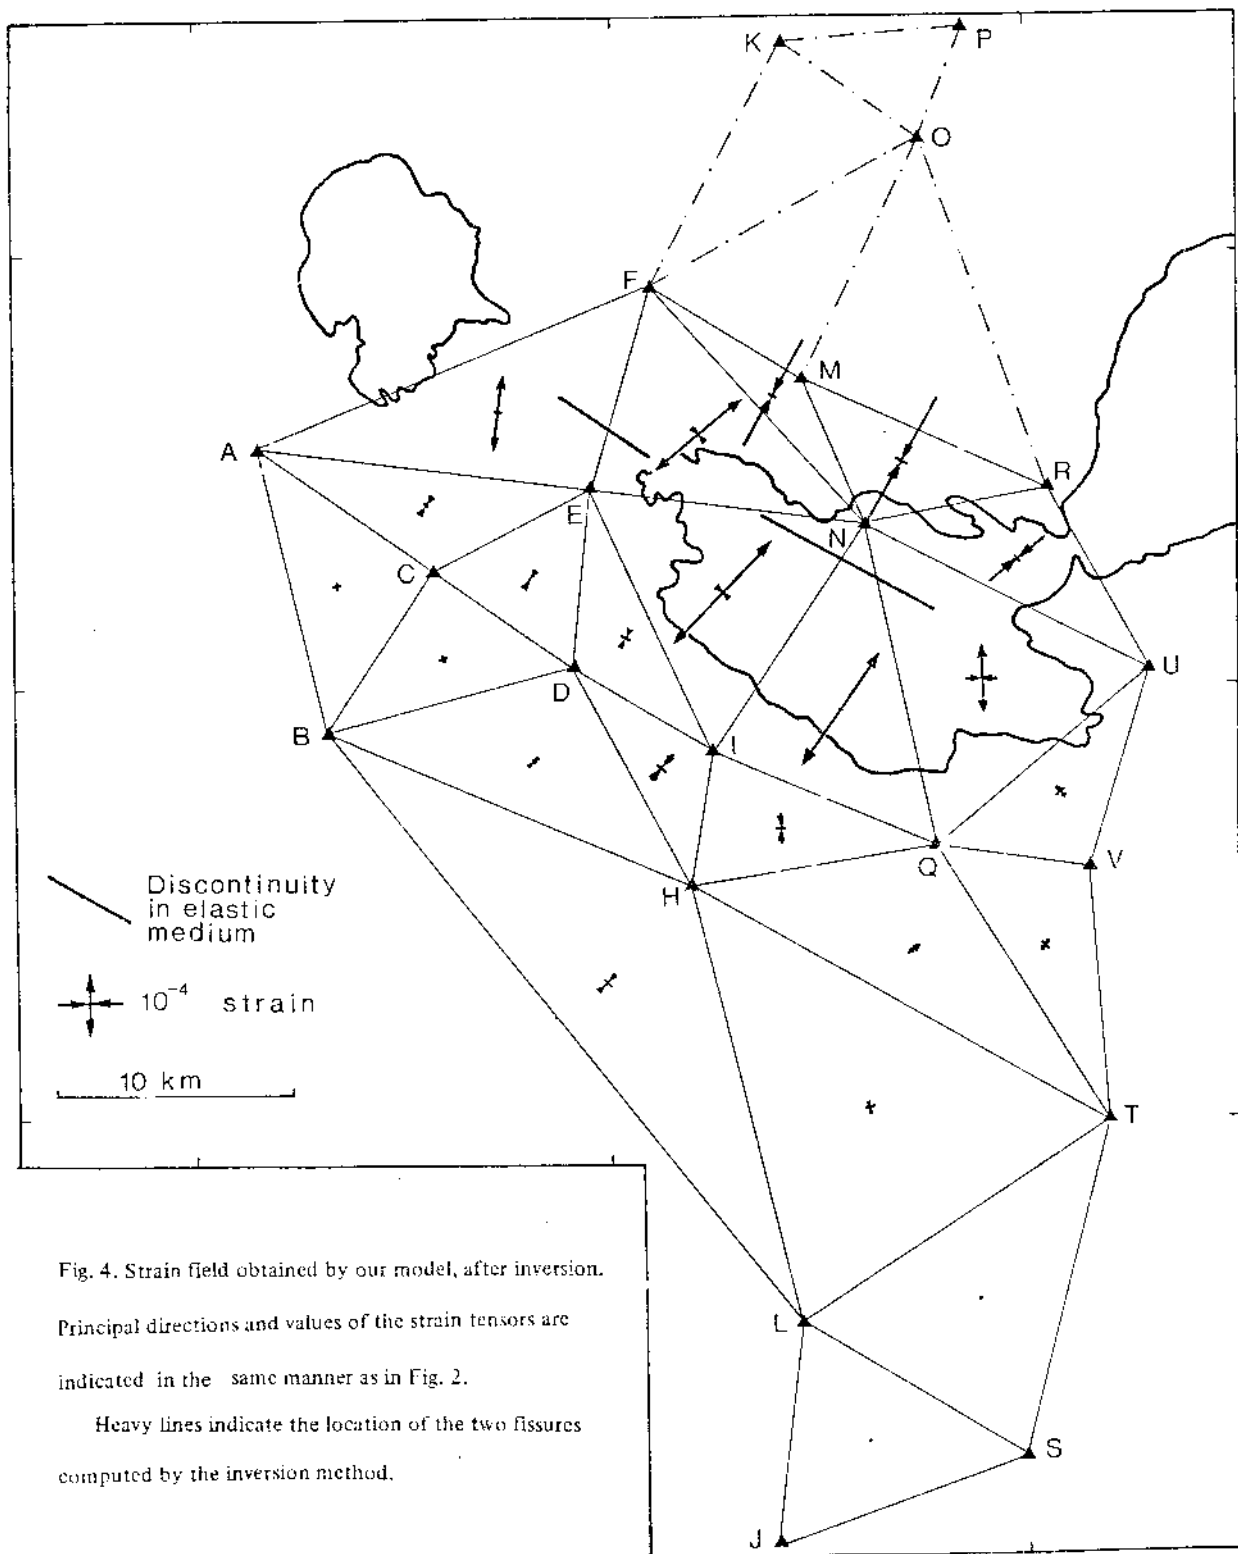 K
P
O
F
M
A
R
E
N
C
U
D
B
I
Q
V
H
Discontinuity
in elastic
medium
10⁻⁴ strain
10 km
T
L
S
J
Fig. 4. Strain field obtained by our model, after inversion.
Principal directions and values of the strain tensors are
indicated in the same manner as in Fig. 2.
Heavy lines indicate the location of the two fissures
computed by the inversion method.